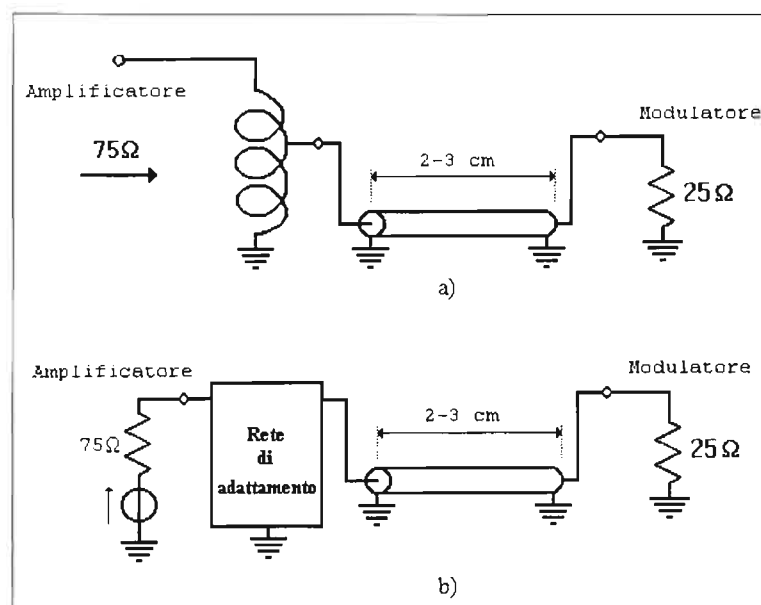 Amplificatore
75Ω
2-3 cm
Modulatore
25Ω
a)
Amplificatore
75Ω
Rete
di
adattamento
2-3 cm
Modulatore
25Ω
b)